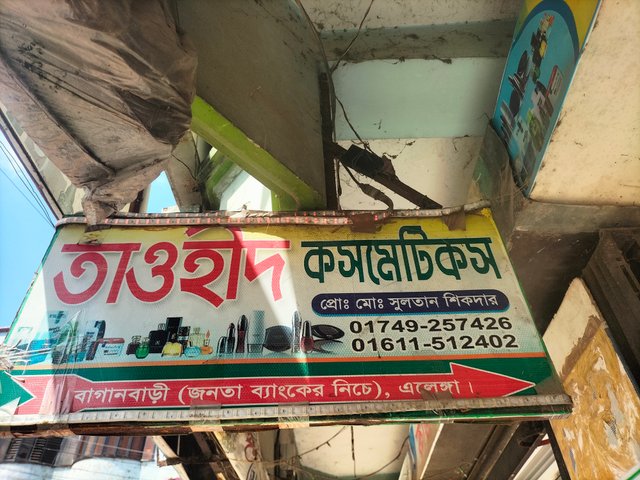 তাওহীদ কসমেটিকস
প্রোঃ মোঃ সুলতান শিকদার
01749-257426
01611-512402
বাগানবাড়ী (জনতা ব্যাংকের নিচে), এলেঙ্গা।